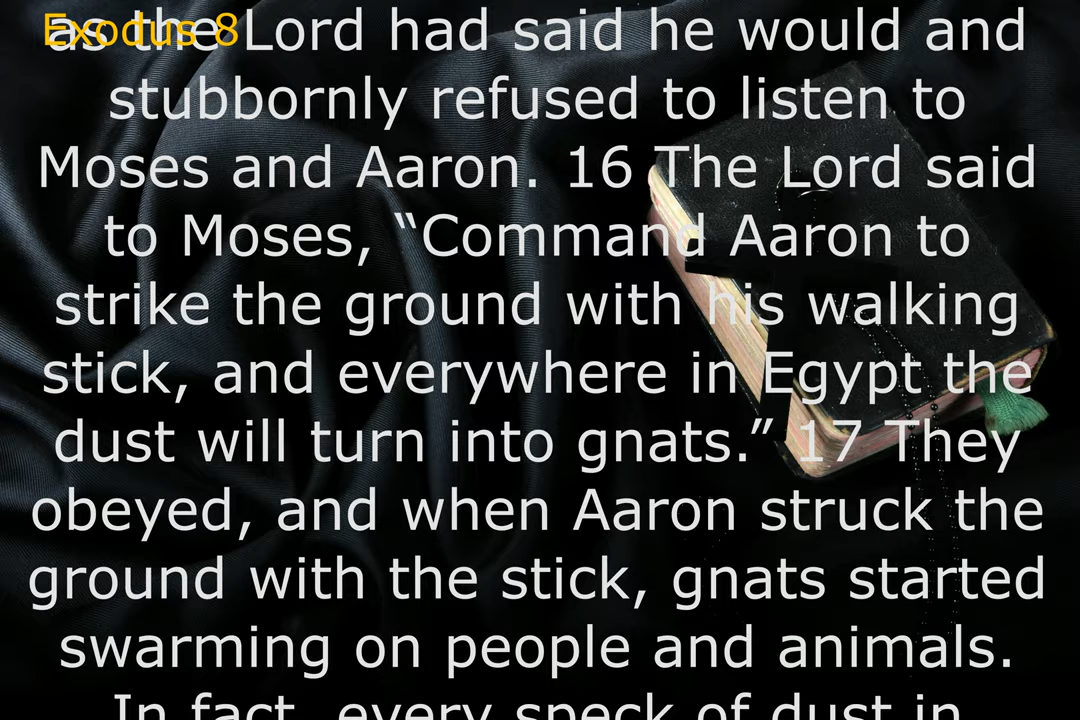 Exodus 8
as the Lord had said he would and
stubbornly refused to listen to
Moses and Aaron. 16 The Lord said
to Moses, “Command Aaron to
strike the ground with his walking
stick, and everywhere in Egypt the
dust will turn into gnats.” 17 They
obeyed, and when Aaron struck the
ground with the stick, gnats started
swarming on people and animals.
In fact, every speck of dust in